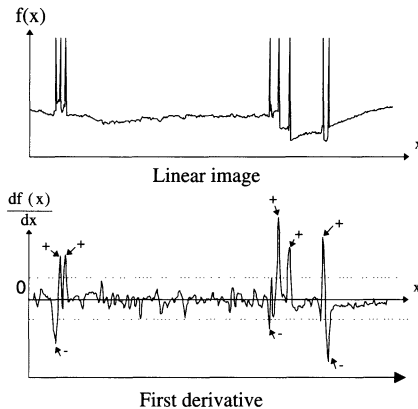 f(x)
x
Linear image
df (x)
dx
+
+
+
+
+
0
x
-
-
-
First derivative